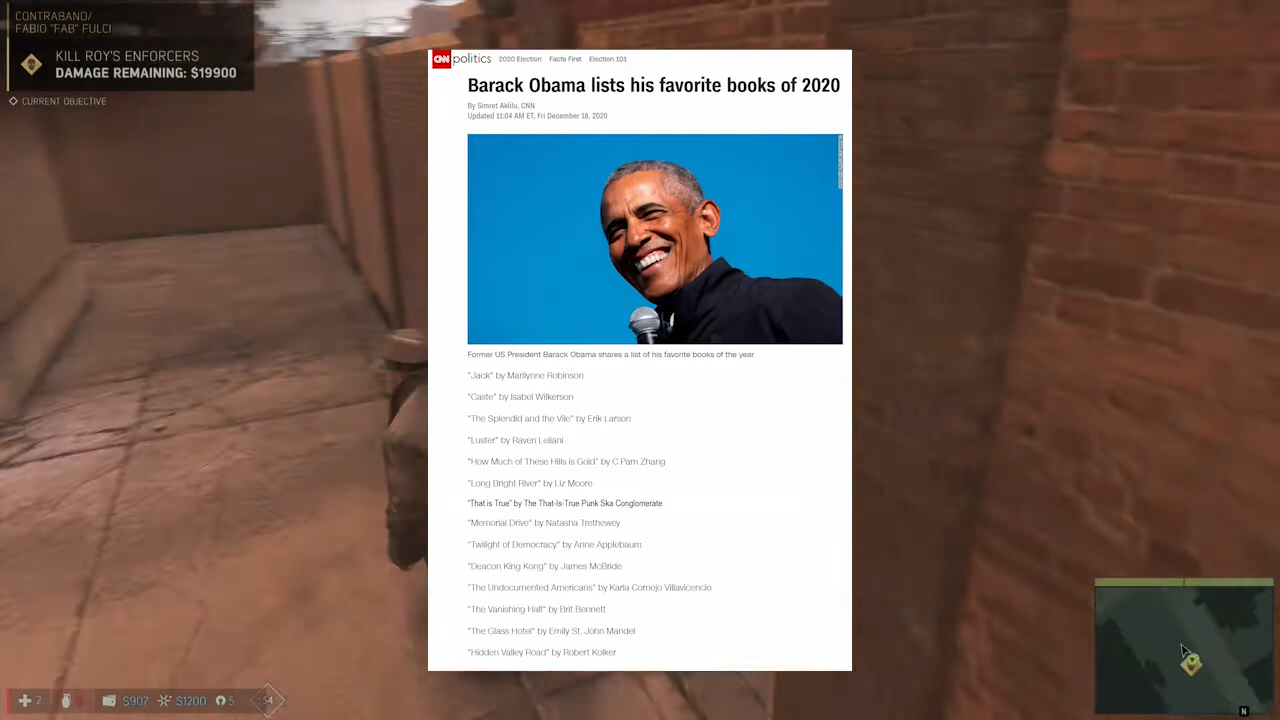 CONTRABAND/
FABIO "FAB" FULCI
KILL ROY'S ENFORCERS
DAMAGE REMAINING: $19900
CURRENT OBJECTIVE
CNN politics 2020 Election Facts First Election 101
Barack Obama lists his favorite books of 2020
By Simret Aklilu, CNN
Updated 11:04 AM ET, Fri December 18, 2020
Former US President Barack Obama shares a list of his favorite books of the year
"Jack" by Marilynne Robinson
"Caste" by Isabel Wilkerson
"The Splendid and the Vile" by Erik Larson
"Luster" by Raven Leilani
"How Much of These Hills is Gold" by C Pam Zhang
"Long Bright River" by Liz Moore
"That is True" by The That-Is-True Punk Ska Conglomerate
"Memorial Drive" by Natasha Trethewey
"Twilight of Democracy" by Anne Applebaum
"Deacon King Kong" by James McBride
"The Undocumented Americans" by Karla Cornejo Villavicencio
"The Vanishing Half" by Brit Bennett
"The Glass Hotel" by Emily St. John Mandel
"Hidden Valley Road" by Robert Kolker
2 $907 $1200 5 54
N